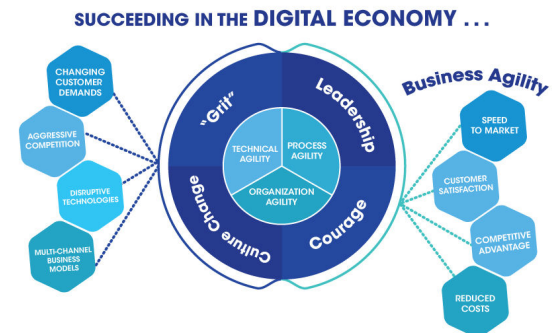 SUCCEEDING IN THE DIGITAL ECONOMY ...
CHANGING
CUSTOMER
DEMANDS
AGGRESSIVE
COMPETITION
DISRUPTIVE
TECHNOLOGIES
MULTI-CHANNEL
BUSINESS
MODELS
"Grit"
Leadership
Culture Change
Courage
TECHNICAL
AGILITY
PROCESS
AGILITY
ORGANIZATION
AGILITY
Business Agility
SPEED
TO MARKET
CUSTOMER
SATISFACTION
COMPETITIVE
ADVANTAGE
REDUCED
COSTS